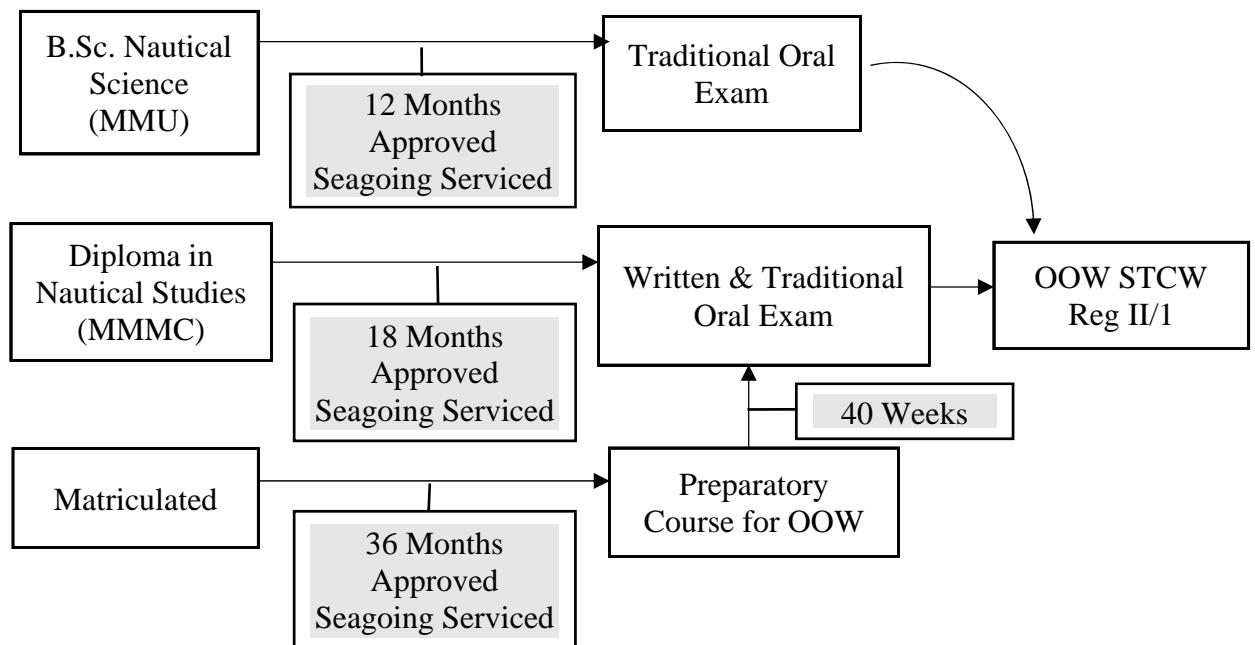 B.Sc. Nautical
Science
(MMU)
12 Months
Approved
Seagoing Serviced
Traditional Oral
Exam
Diploma in
Nautical Studies
(MMMC)
18 Months
Approved
Seagoing Serviced
Written & Traditional
Oral Exam
OOW STCW
Reg II/1
40 Weeks
Matriculated
36 Months
Approved
Seagoing Serviced
Preparatory
Course for OOW